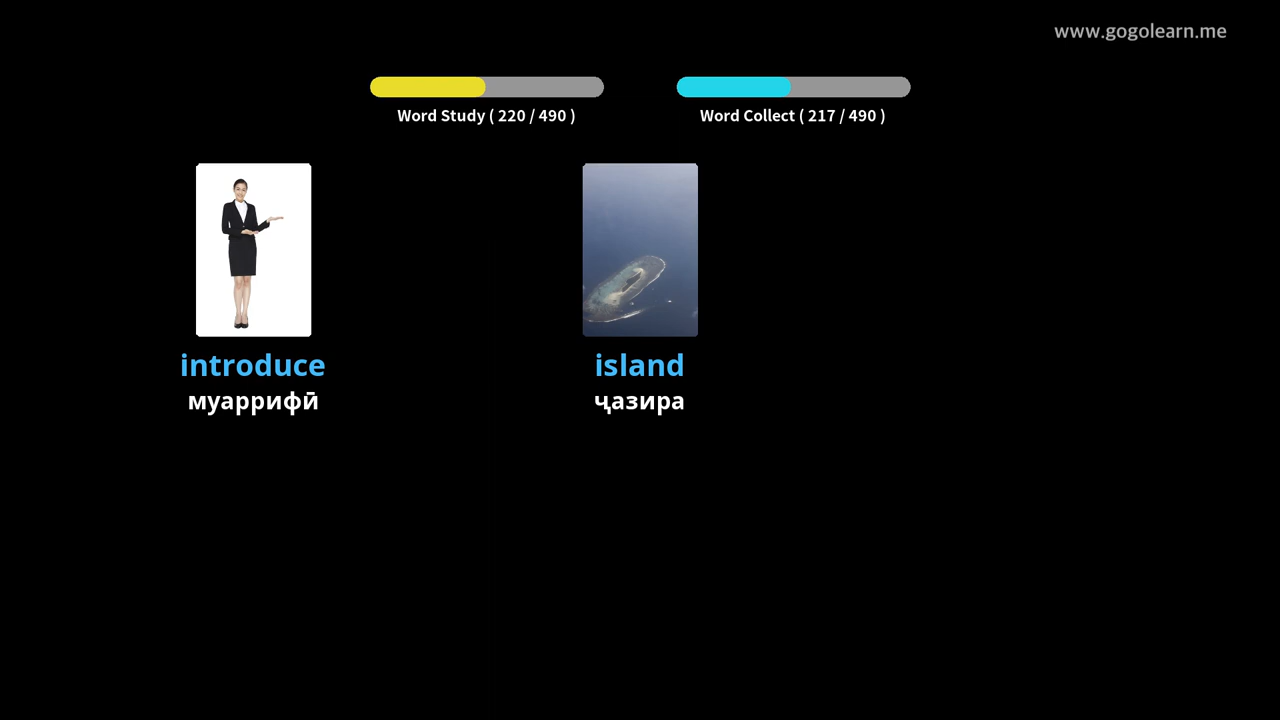 www.gogolearn.me
Word Study ( 220 / 490 )
Word Collect ( 217 / 490 )
introduce
муаррифӣ
island
ҷазира